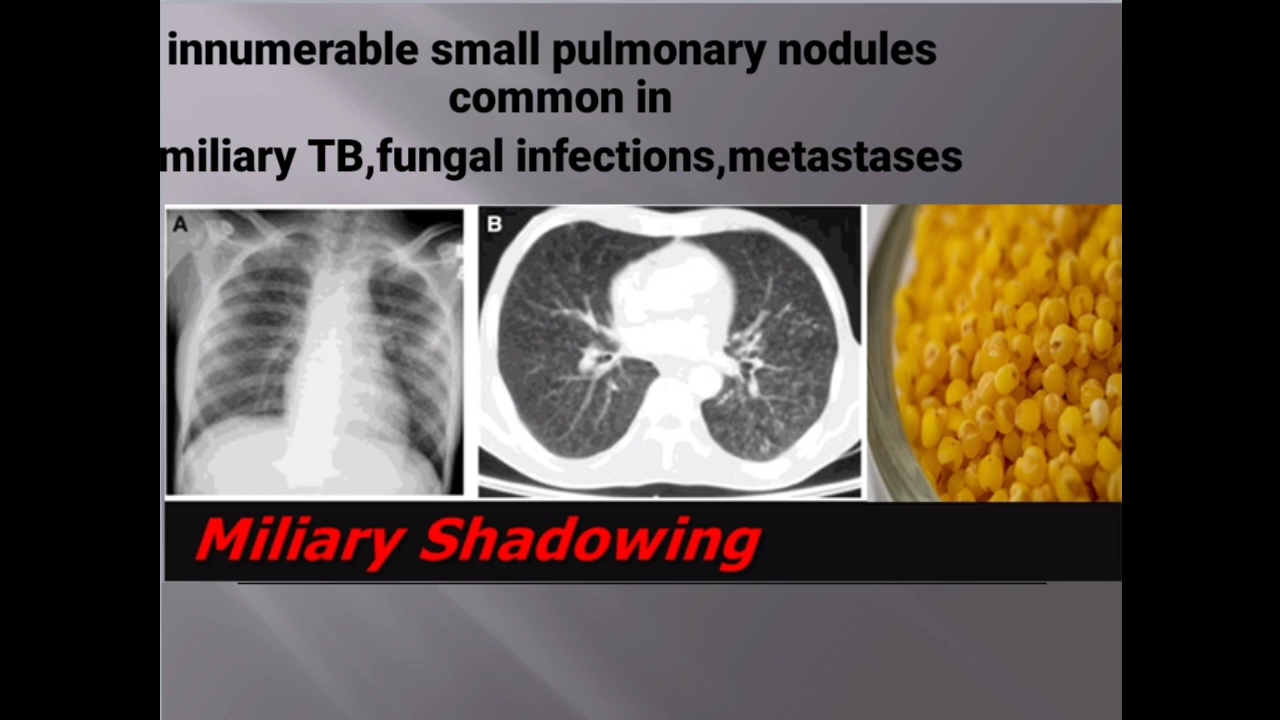 innumerable small pulmonary nodules
common in
miliary TB,fungal infections,metastases
A
B
Miliary Shadowing